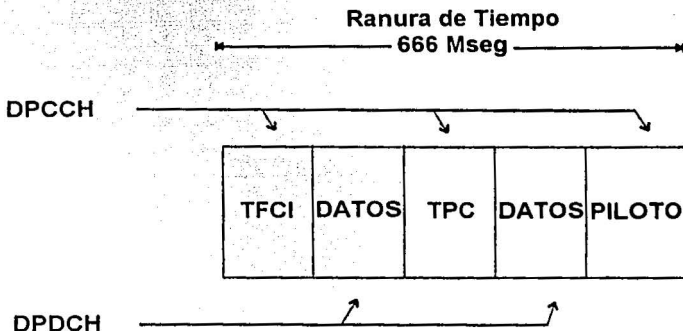 Ranura de Tiempo
666 Mseg
DPCCH
TFCI DATOS TPC DATOS PILOTO
DPDCH